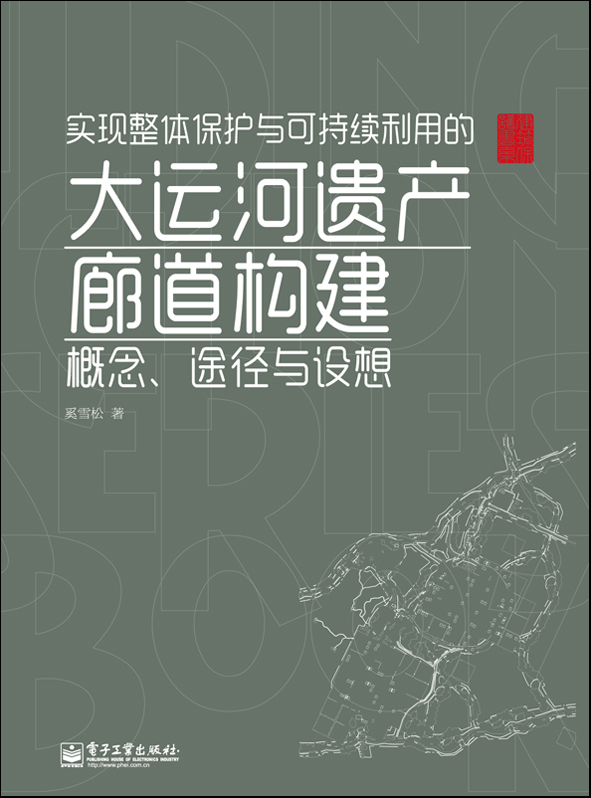 实现整体保护与可持续利用的
大运河遗产
廊道构建
概念、途径与设想
奚雪松 著
電子工業出版社
PUBLISHING HOUSE OF ELECTRONICS INDUSTRY
http://www.phei.com.cn